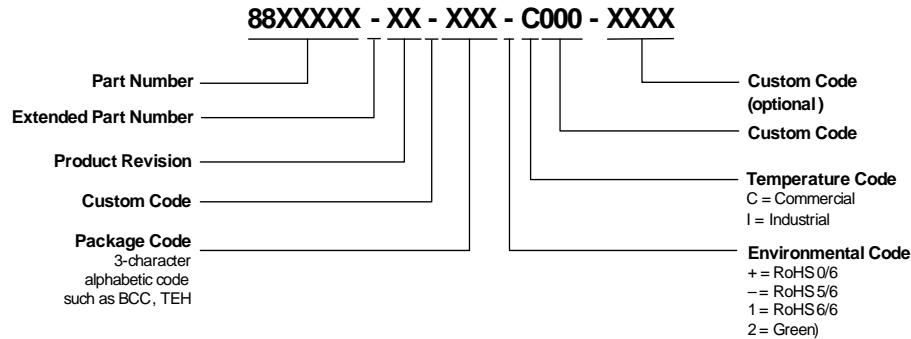 88XXXXX - XX - XXX - C000 - XXXX
Part Number
Extended Part Number
Product Revision
Custom Code
Package Code
3-character
alphabetic code
such as BCC, TEH
Custom Code
(optional)
Custom Code
Temperature Code
C = Commercial
I = Industrial
Environmental Code
+ = RoHS 0/6
– = RoHS 5/6
1 = RoHS 6/6
2 = Green)